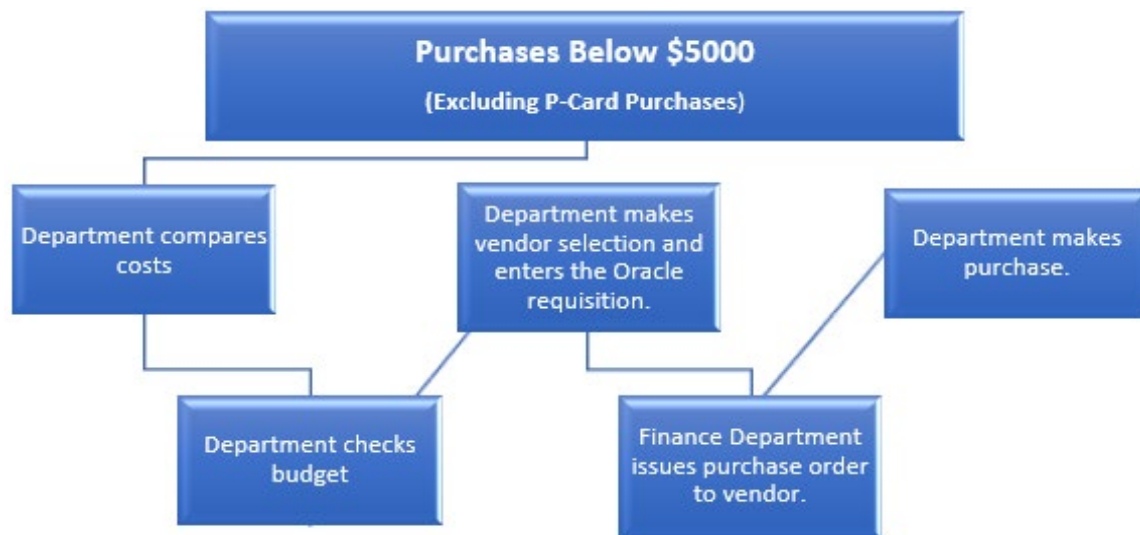 Purchases Below $5000
(Excluding P-Card Purchases)
Department compares
costs
Department checks
budget
Department makes
vendor selection and
enters the Oracle
requisition.
Finance Department
issues purchase order
to vendor.
Department makes
purchase.